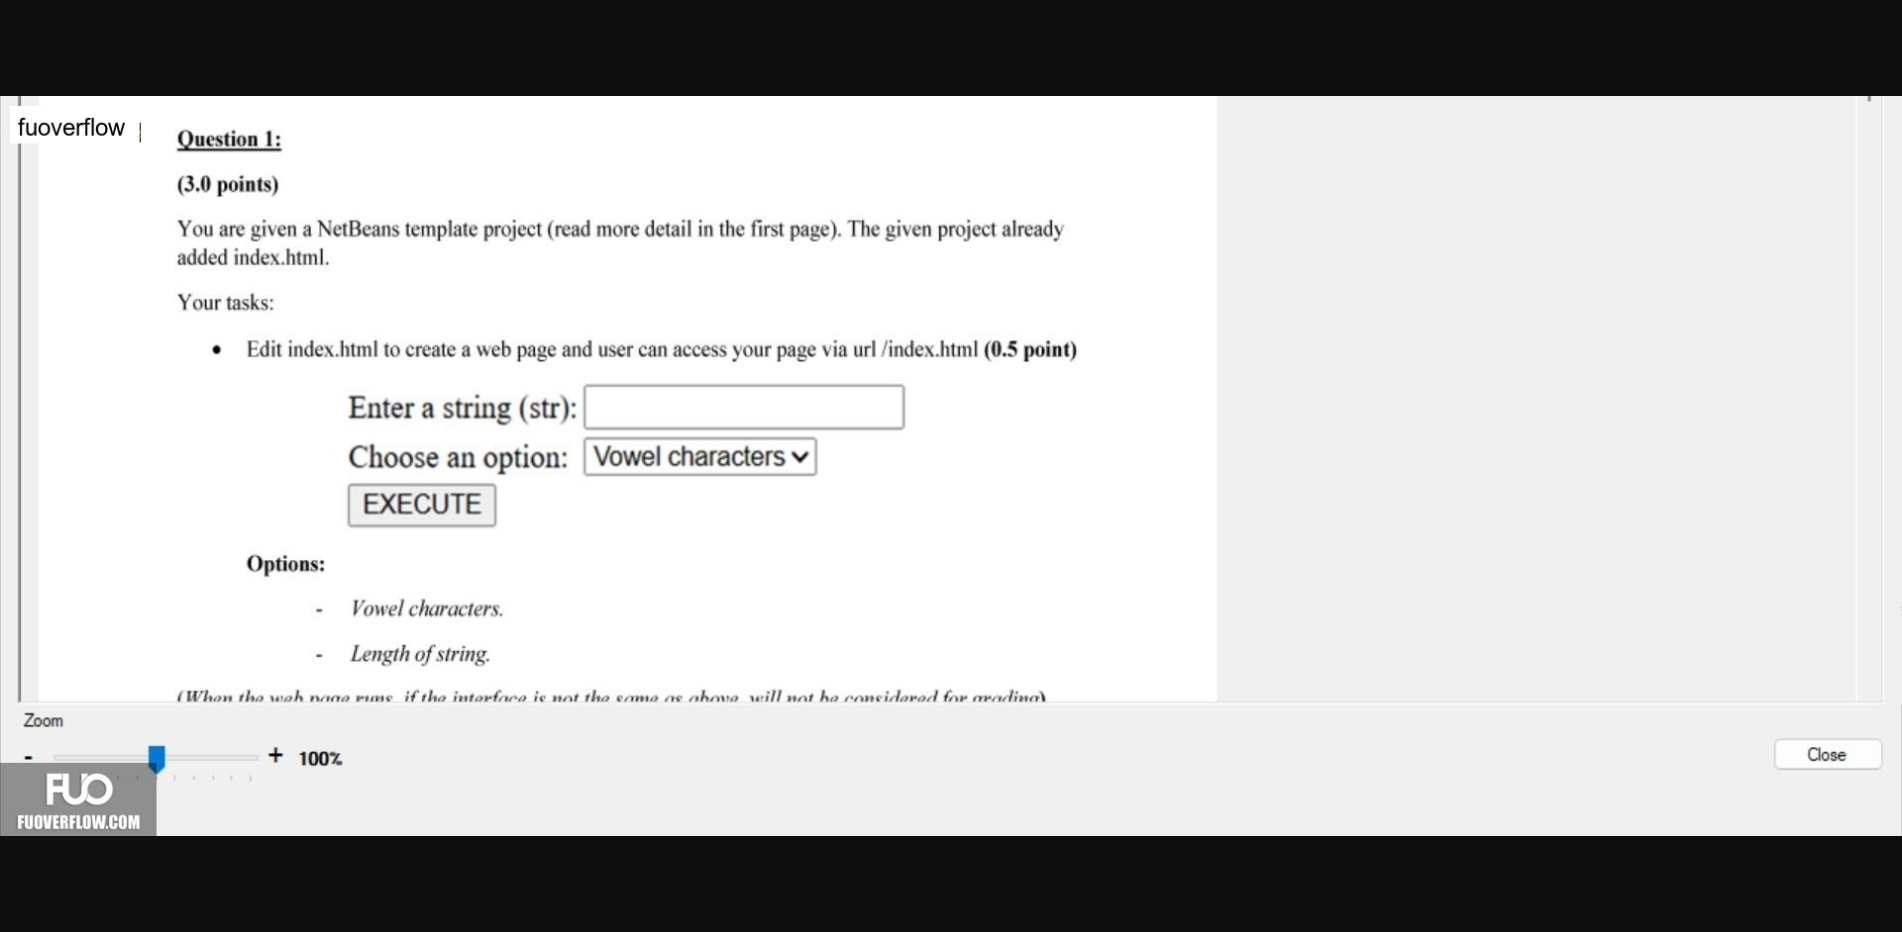 fuoverflow
Question 1:
(3.0 points)
You are given a NetBeans template project (read more detail in the first page). The given project already
added index.html.
Your tasks:
• Edit index.html to create a web page and user can access your page via url /index.html (0.5 point)
Enter a string (str):
Choose an option: Vowel characters
EXECUTE
Options:
- Vowel characters.
- Length of string.
(When the web page runs, if the interface is not the same as above, will not be considered for grading)
Zoom
- + 100%
Close
FUO
FUOVERFLOW.COM